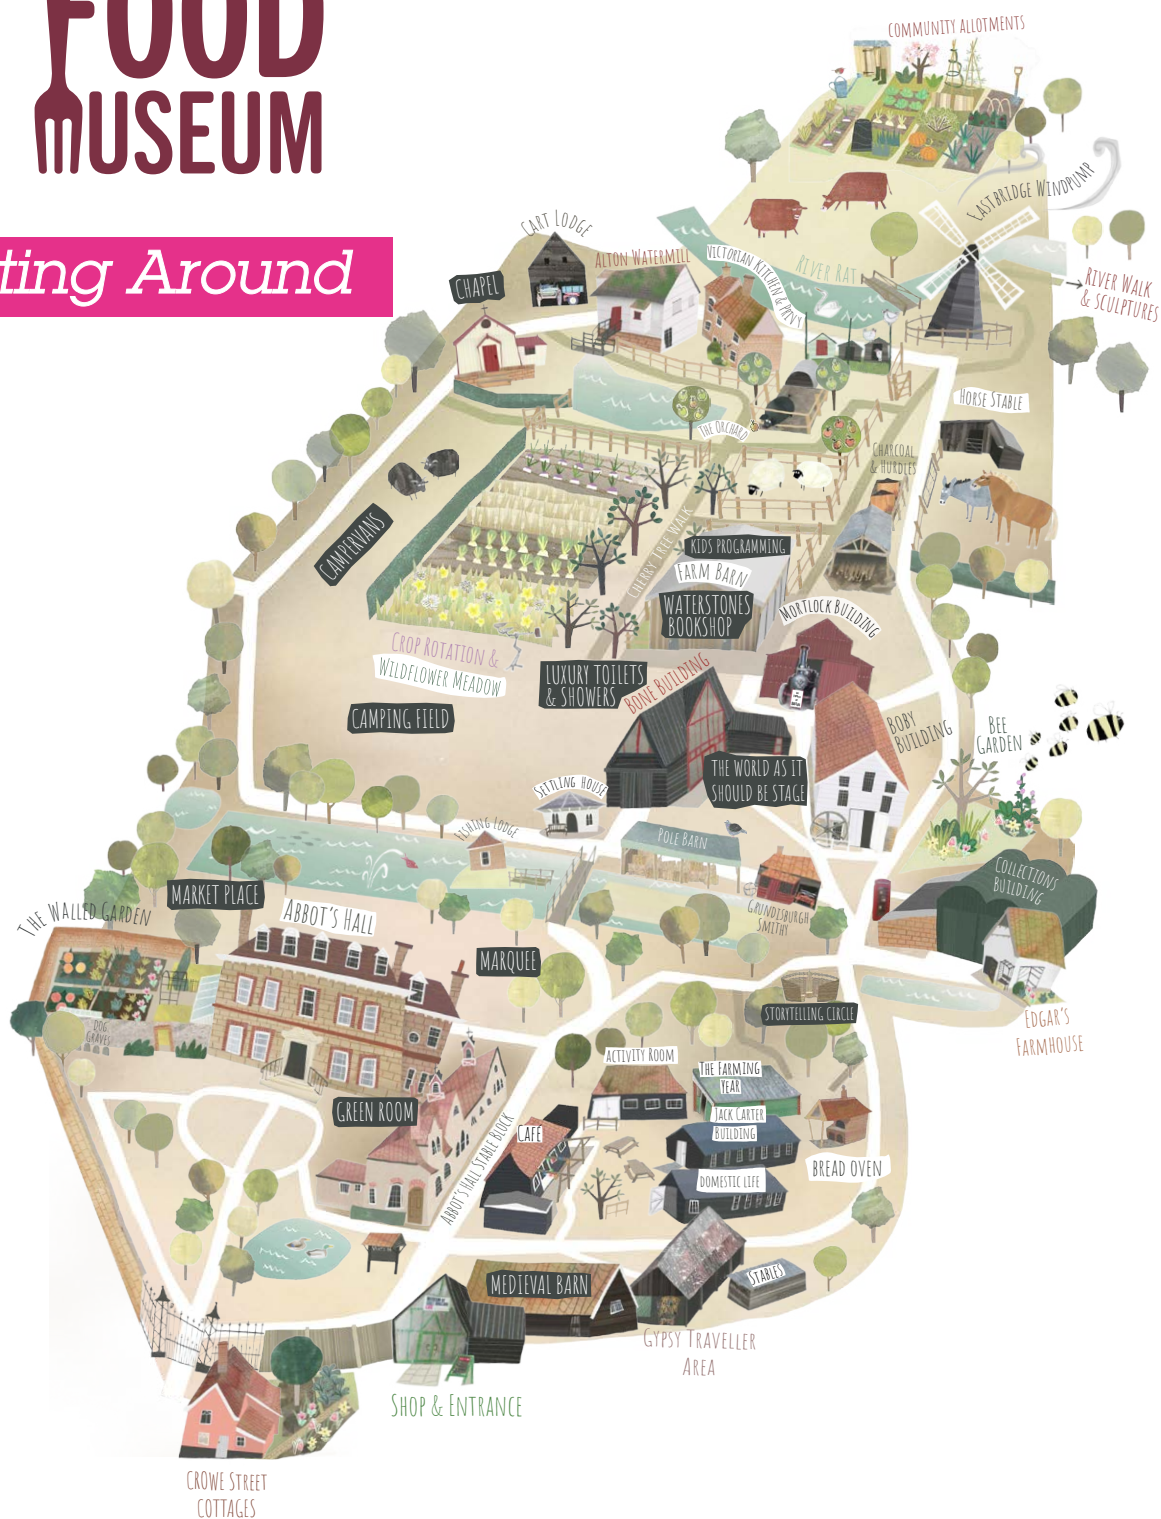 FOOD
MUSEUM
ting Around
COMMUNITY ALLOTMENTS
EASTBRIDGE WINDPUMP
CART LODGE
ALTON WATERMILL
VICTORIAN KITCHEN & PRIVY
RIVER RAT
CHAPEL
→RIVER WALK
& SCULPTURES
HORSE STABLE
THE ORCHARD
CHARCOAL
& HURDLES
CAMPERVANS
CHERRY TREE WALK
KIDS PROGRAMMING
FARM BARN
WATERSTONES
BOOKSHOP
MORTLOCK BUILDING
CROP ROTATION &
WILDFLOWER MEADOW
LUXURY TOILETS
& SHOWERS
BONE BUILDING
CAMPING FIELD
BOBY
BUILDING
BEE
GARDEN
THE WORLD AS IT
SHOULD BE STAGE
SETTLING HOUSE
FISHING LODGE
POLE BARN
COLLECTIONS
BUILDING
MARKET PLACE
THE WALLED GARDEN
ABBOT'S HALL
GRUNDISBURGH
SMITHY
MARQUEE
STORYTELLING CIRCLE
EDGAR'S
FARMHOUSE
DOG
GRAVES
ACTIVITY ROOM
THE FARMING
YEAR
GREEN ROOM
JACK CARTER
BUILDING
CAFÉ
ABBOT'S HALL STABLE BLOCK
BREAD OVEN
DOMESTIC LIFE
MEDIEVAL BARN
STABLES
GYPSY TRAVELLER
AREA
SHOP & ENTRANCE
CROWE STREET
COTTAGES